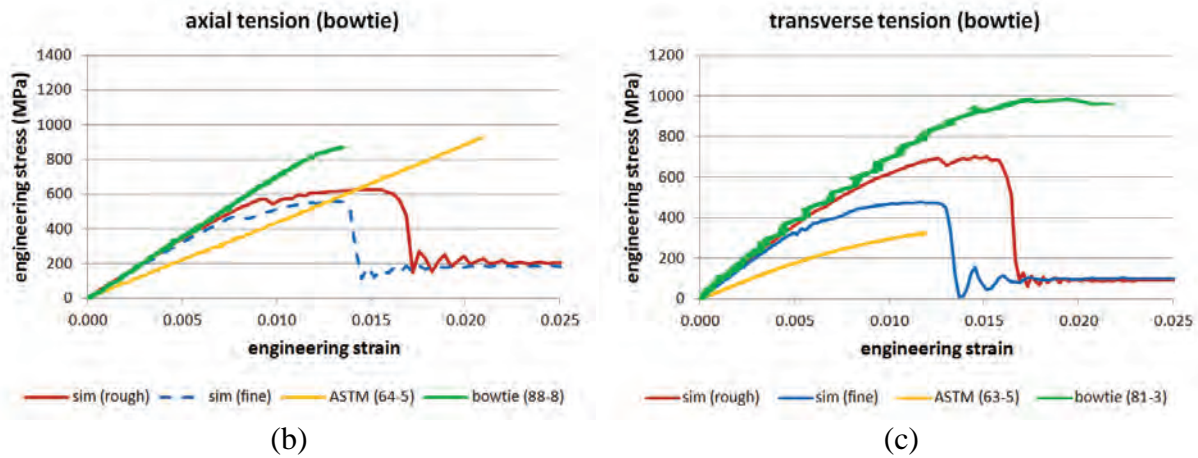 axial tension (bowtie)
engineering stress (MPa)
1400
1200
1000
800
600
400
200
0
0.000 0.005 0.010 0.015 0.020 0.025
engineering strain
sim (rough) sim (fine) ASTM (64-5) bowtie (88-8)
(b)
transverse tension (bowtie)
engineering stress (MPa)
1200
1000
800
600
400
200
0
0.000 0.005 0.010 0.015 0.020 0.025
engineering strain
sim (rough) sim (fine) ASTM (63-5) bowtie (81-3)
(c)